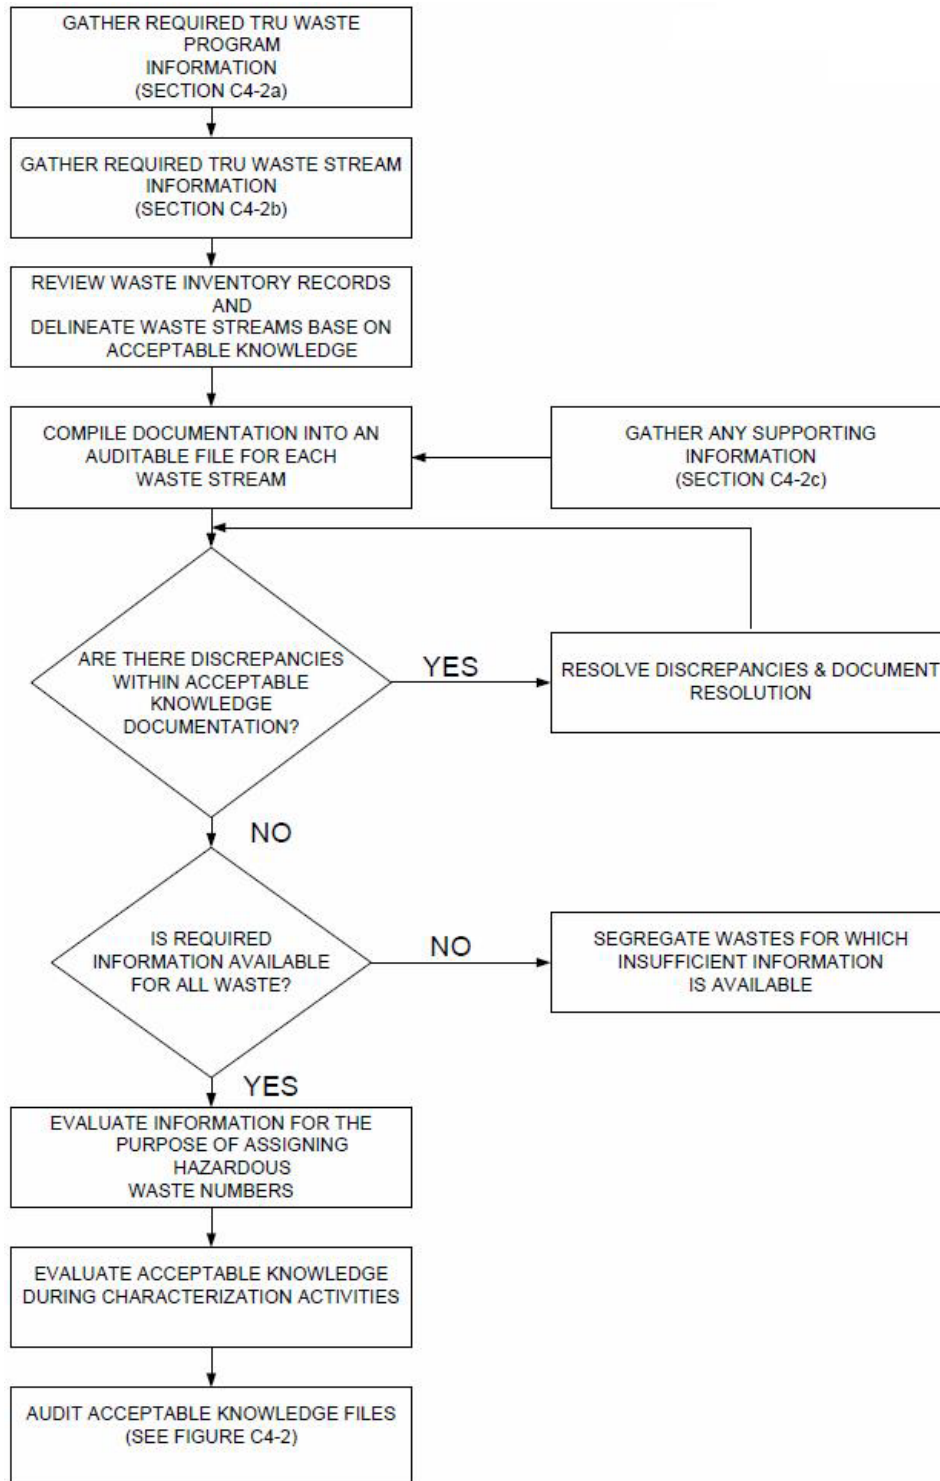 GATHER REQUIRED TRU WASTE
PROGRAM
INFORMATION
(SECTION C4-2a)
GATHER REQUIRED TRU WASTE STREAM
INFORMATION
(SECTION C4-2b)
REVIEW WASTE INVENTORY RECORDS
AND
DELINEATE WASTE STREAMS BASE ON
ACCEPTABLE KNOWLEDGE
COMPILE DOCUMENTATION INTO AN
AUDITABLE FILE FOR EACH
WASTE STREAM
GATHER ANY SUPPORTING
INFORMATION
(SECTION C4-2c)
ARE THERE DISCREPANCIES
WITHIN ACCEPTABLE
KNOWLEDGE
DOCUMENTATION?
YES
RESOLVE DISCREPANCIES & DOCUMENT
RESOLUTION
NO
IS REQUIRED
INFORMATION AVAILABLE
FOR ALL WASTE?
NO
SEGREGATE WASTES FOR WHICH
INSUFFICIENT INFORMATION
IS AVAILABLE
YES
EVALUATE INFORMATION FOR THE
PURPOSE OF ASSIGNING
HAZARDOUS
WASTE NUMBERS
EVALUATE ACCEPTABLE KNOWLEDGE
DURING CHARACTERIZATION ACTIVITIES
AUDIT ACCEPTABLE KNOWLEDGE FILES
(SEE FIGURE C4-2)